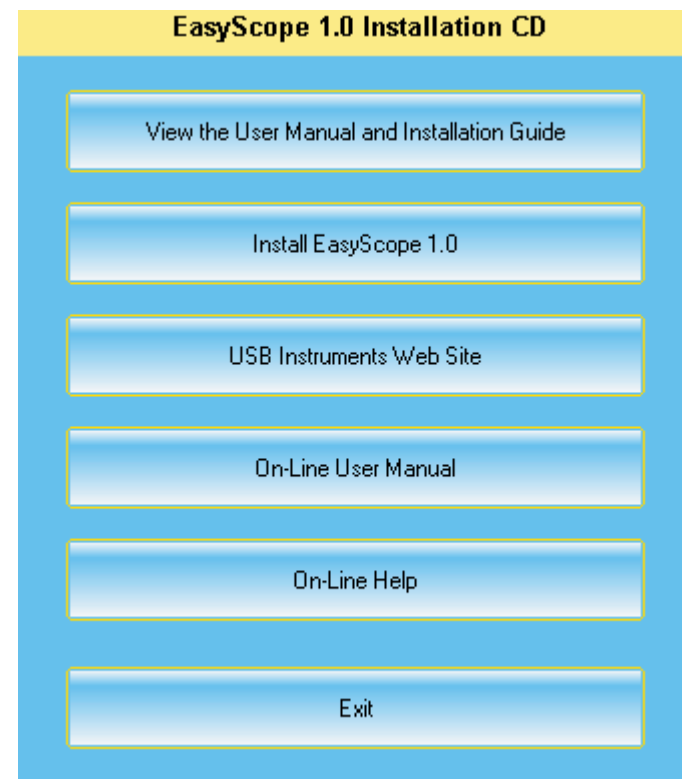 EasyScope 1.0 Installation CD
View the User Manual and Installation Guide
Install EasyScope 1.0
USB Instruments Web Site
On-Line User Manual
On-Line Help
Exit